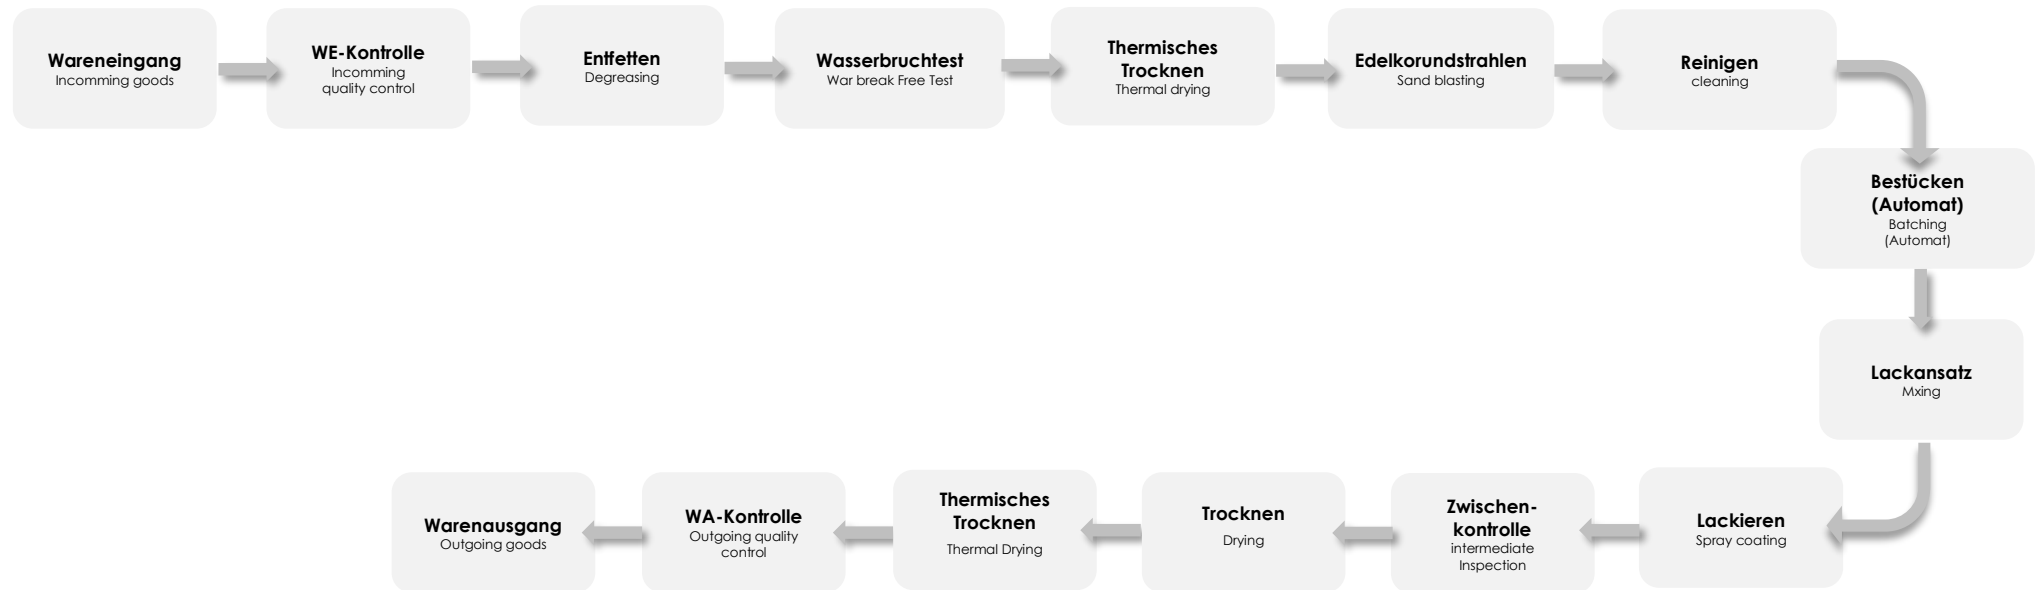 Wareneingang
Incomming goods
WE-Kontrolle
Incomming
quality control
Entfetten
Degreasing
Wasserbruchtest
War break Free Test
Thermisches
Trocknen
Thermal drying
Edelkorundstrahlen
Sand blasting
Reinigen
cleaning
Bestücken
(Automat)
Batching
(Automat)
Lackansatz
Mxing
Lackieren
Spray coating
Zwischen-
kontrolle
intermediate
Inspection
Trocknen
Drying
Thermisches
Trocknen
Thermal Drying
WA-Kontrolle
Outgoing quality
control
Warenausgang
Outgoing goods